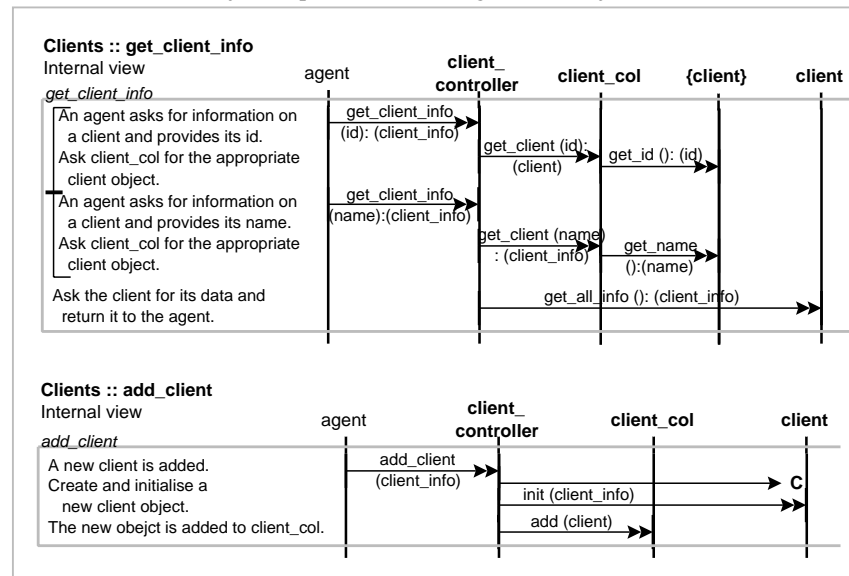 Clients :: get_client_info
Internal view
agent
client_
controller
client_col
{client}
client
get_client_info
An agent asks for information on
a client and provides its id.
Ask client_col for the appropriate
client object.
An agent asks for information on
a client and provides its name.
Ask client_col for the appropriate
client object.
Ask the client for its data and
return it to the agent.
get_client_info
(id): (client_info)
get_client (id):
(client)
get_id (): (id)
get_client_info
(name):(client_info)
get_client (name)
: (client_info)
get_name
():(name)
get_all_info (): (client_info)
Clients :: add_client
Internal view
agent
client_
controller
client_col
client
add_client
A new client is added.
Create and initialise a
new client object.
The new obejct is added to client_col.
add_client
(client_info)
C
init (client_info)
add (client)